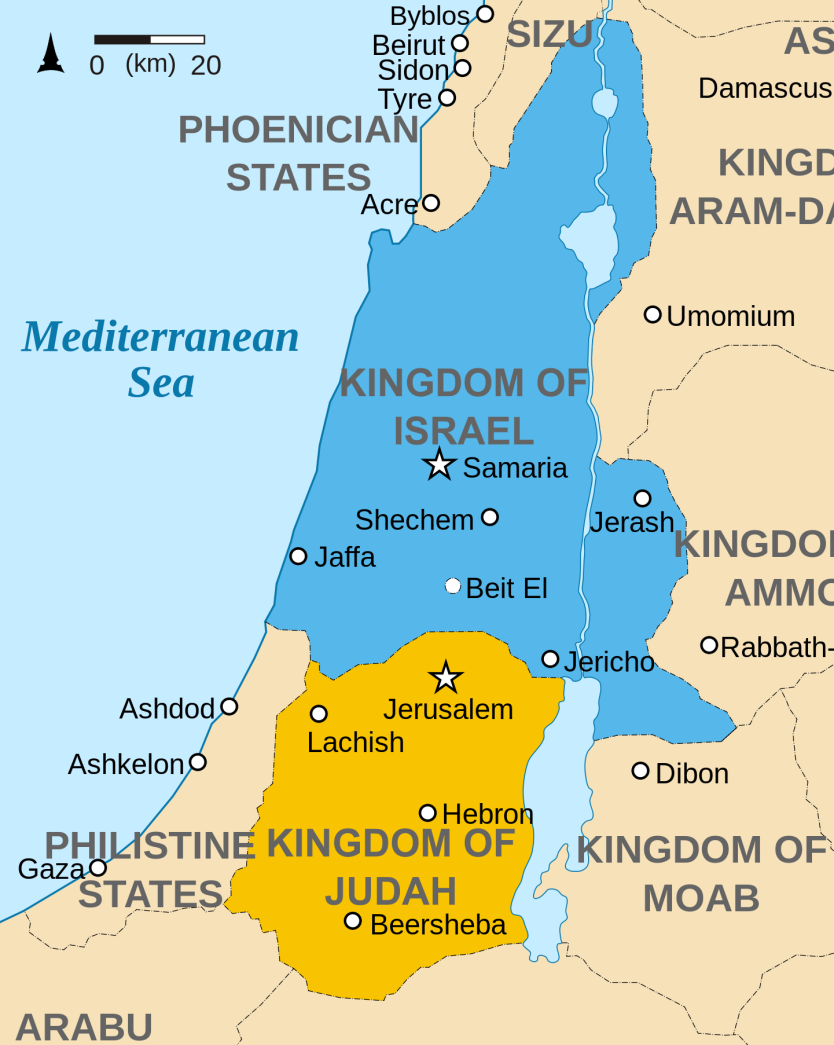 Byblos
SIZU
Beirut
AS
0 (km) 20
Sidon
Damascus
Tyre
PHOENICIAN
STATES
KINGD
ARAM-DA
Acre
Umomium
Mediterranean
Sea
KINGDOM OF
ISRAEL
Samaria
Shechem
Jerash
Jaffa
KINGDO
AMMO
Beit El
Rabbath-
Jericho
Jerusalem
Ashdod
Lachish
Ashkelon
Dibon
Hebron
PHILISTINE
STATES
KINGDOM OF
JUDAH
KINGDOM OF
MOAB
Gaza
Beersheba
ARABU